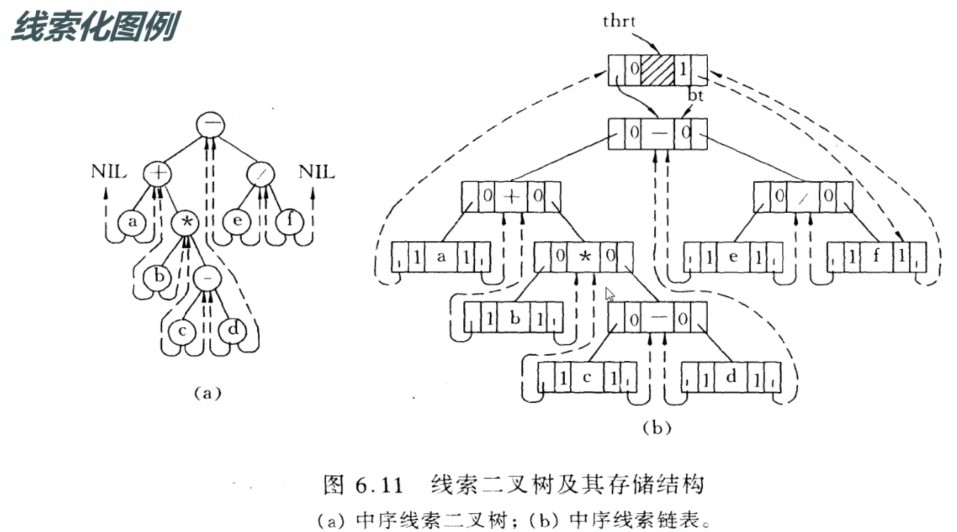 线索化图例
thrt
0 1
bt
0 — 0
NIL + / NIL
—
0 + 0
0 / 0
a * e f
1 a 1
0 * 0
1 e 1
1 f 1
b —
1 b 1
0 — 0
c d
1 c 1
1 d 1
(a)
(b)
图 6.11 线索二叉树及其存储结构
(a) 中序线索二叉树; (b) 中序线索链表。